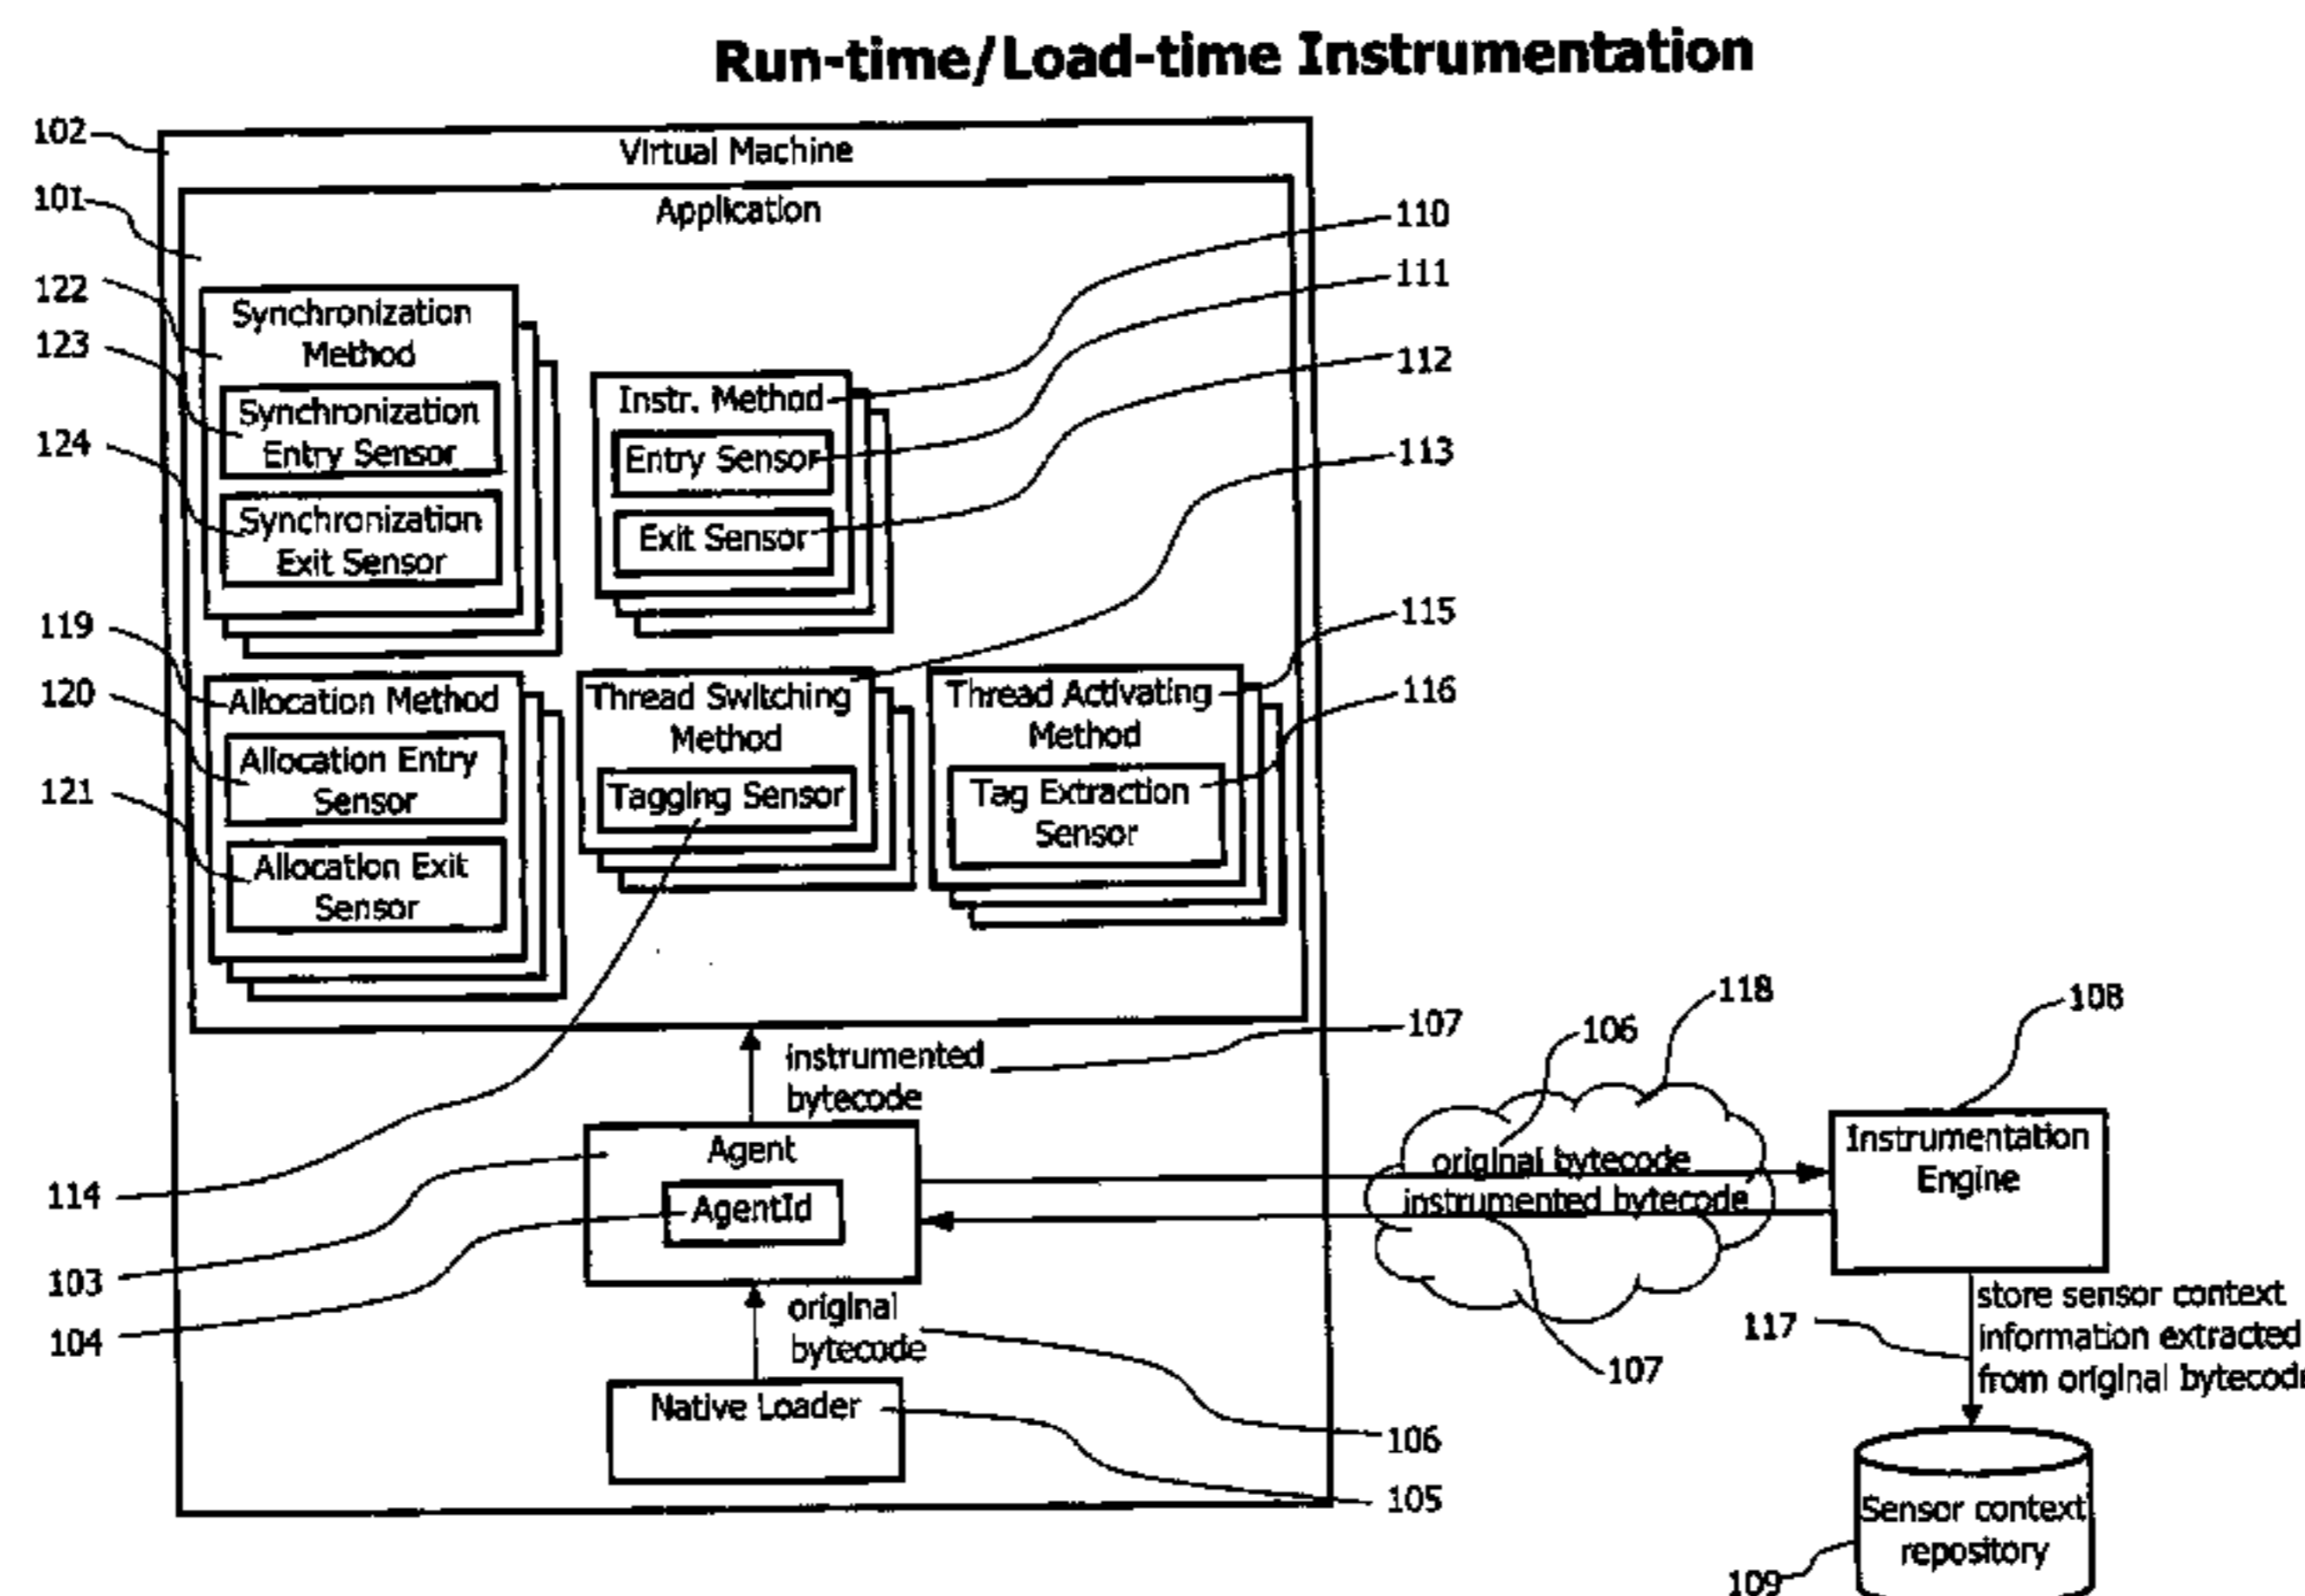 Run-time/Load-time Instrumentation
102
Virtual Machine
101
Application
110
111
122
Synchronization
Method
123
Synchronization
Entry Sensor
124
Synchronization
Exit Sensor
Instr. Method
Entry Sensor
Exit Sensor
112
113
119
Allocation Method
120
Allocation Entry
Sensor
121
Allocation Exit
Sensor
Thread Switching
Method
Tagging Sensor
Thread Activating
Method
Tag Extraction
Sensor
115
116
instrumented
bytecode
107
114
Agent
AgentId
103
104
original
bytecode
Native Loader
106
105
106
118
original bytecode
instrumented bytecode
107
108
Instrumentation
Engine
117
store sensor context
information extracted
from original bytecode
Sensor context
repository
109